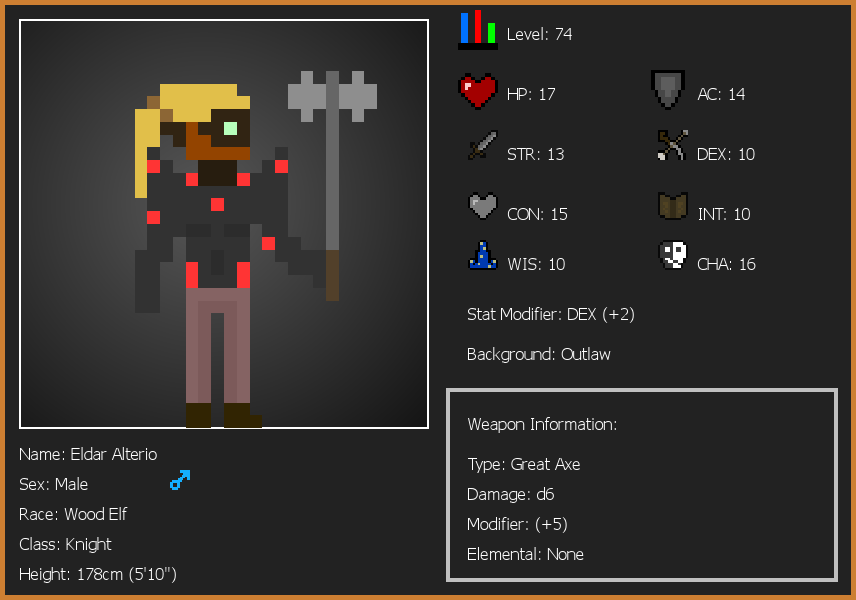 Level: 74
HP: 17
AC: 14
STR: 13
DEX: 10
CON: 15
INT: 10
WIS: 10
CHA: 16
Stat Modifier: DEX (+2)
Background: Outlaw
Weapon Information:
Type: Great Axe
Damage: d6
Modifier: (+5)
Elemental: None
Name: Eldar Alterio
Sex: Male
Race: Wood Elf
Class: Knight
Height: 178cm (5'10")